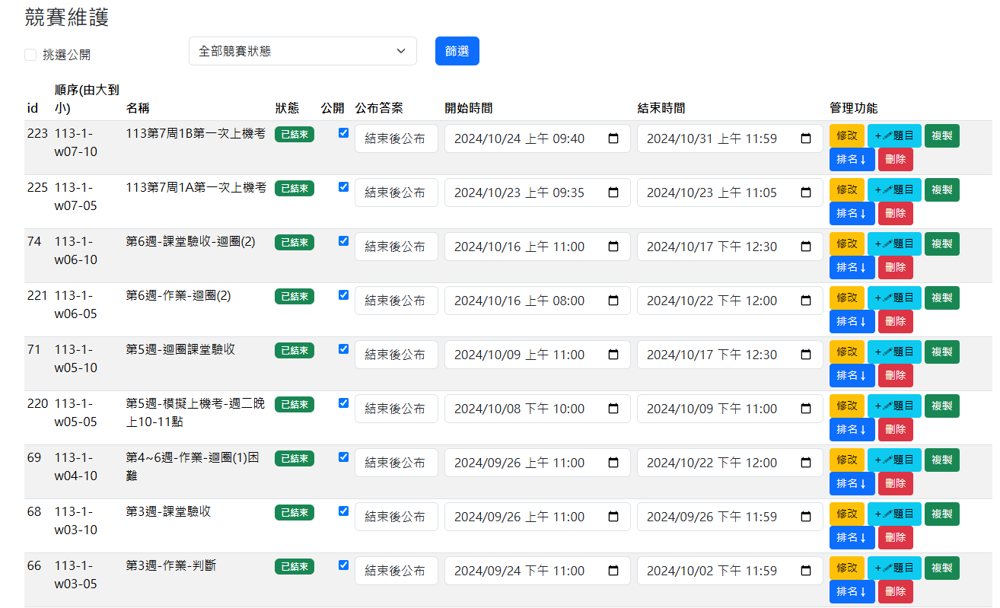 競賽維護
挑選公開 全部競賽狀態 篩選
順序(由大到
id 小) 名稱 狀態 公開 公布答案 開始時間 結束時間 管理功能
223 113-1- 113第7周1B第一次上機考 已結束 結束後公布 2024/10/24 上午 09:40 2024/10/31 上午 11:59 修改 +題目 複製
w07-10 排名↓ 刪除
225 113-1- 113第7周1A第一次上機考 已結束 結束後公布 2024/10/23 上午 09:35 2024/10/23 上午 11:05 修改 +題目 複製
w07-05 排名↓ 刪除
74 113-1- 第6週-課堂驗收-迴圈(2) 已結束 結束後公布 2024/10/16 上午 11:00 2024/10/17 下午 12:30 修改 +題目 複製
w06-10 排名↓ 刪除
221 113-1- 第6週-作業-迴圈(2) 已結束 結束後公布 2024/10/16 上午 08:00 2024/10/22 下午 12:00 修改 +題目 複製
w06-05 排名↓ 刪除
71 113-1- 第5週-迴圈課堂驗收 已結束 結束後公布 2024/10/09 上午 11:00 2024/10/17 下午 12:30 修改 +題目 複製
w05-10 排名↓ 刪除
220 113-1- 第5週-模擬上機考-週二晚 已結束 結束後公布 2024/10/08 下午 10:00 2024/10/09 下午 11:00 修改 +題目 複製
w05-05 上10-11點 排名↓ 刪除
69 113-1- 第4~6週-作業-迴圈(1)困 已結束 結束後公布 2024/09/26 上午 11:00 2024/10/22 下午 12:00 修改 +題目 複製
w04-10 難 排名↓ 刪除
68 113-1- 第3週-課堂驗收 已結束 結束後公布 2024/09/26 上午 11:00 2024/09/26 下午 11:59 修改 +題目 複製
w03-10 排名↓ 刪除
66 113-1- 第3週-作業-判斷 已結束 結束後公布 2024/09/24 下午 11:00 2024/10/02 下午 11:59 修改 +題目 複製
w03-05 排名↓ 刪除